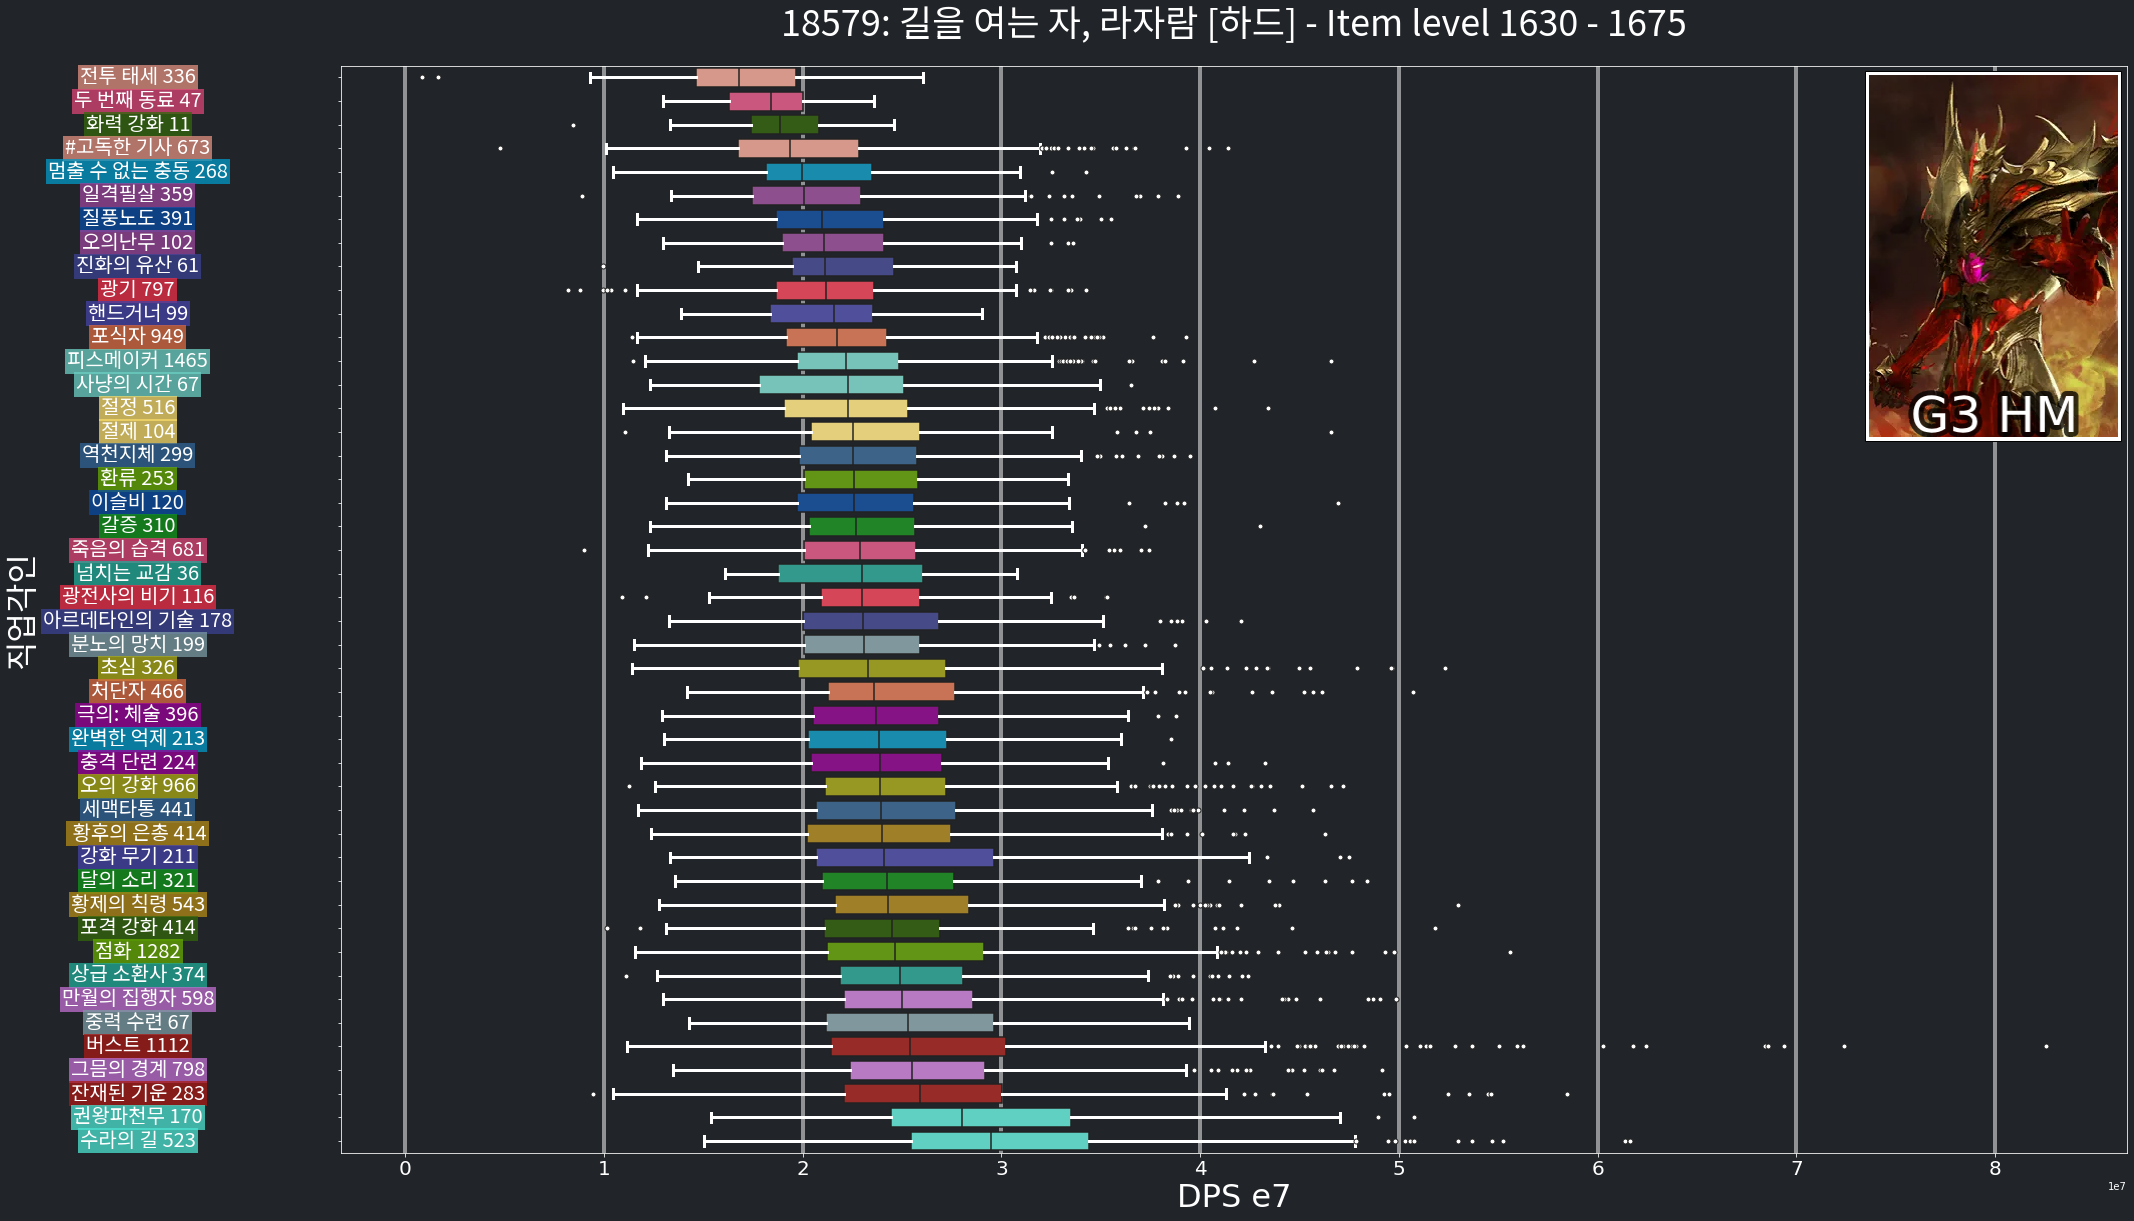 18579: 길을 여는 자, 라자람 [하드] - Item level 1630 - 1675
전투 태세 336
두 번째 동료 47
화력 강화 11
#고독한 기사 673
멈출 수 없는 충동 268
일격필살 359
질풍노도 391
오의난무 102
진화의 유산 61
광기 797
핸드거너 99
포식자 949
피스메이커 1465
사냥의 시간 67
절정 516
절제 104
역천지체 299
환류 253
이슬비 120
갈증 310
죽음의 습격 681
넘치는 교감 36
광전사의 비기 116
아르데타인의 기술 178
분노의 망치 199
초심 326
처단자 466
극의: 체술 396
완벽한 억제 213
충격 단련 224
오의 강화 966
세맥타통 441
황후의 은총 414
강화 무기 211
달의 소리 321
황제의 칙령 543
포격 강화 414
점화 1282
상급 소환사 374
만월의 집행자 598
중력 수련 67
버스트 1112
그믐의 경계 798
잔재된 기운 283
권왕파천무 170
수라의 길 523
직업각인
G3 HM
0 1 2 3 4 5 6 7 8
DPS e7
1e7